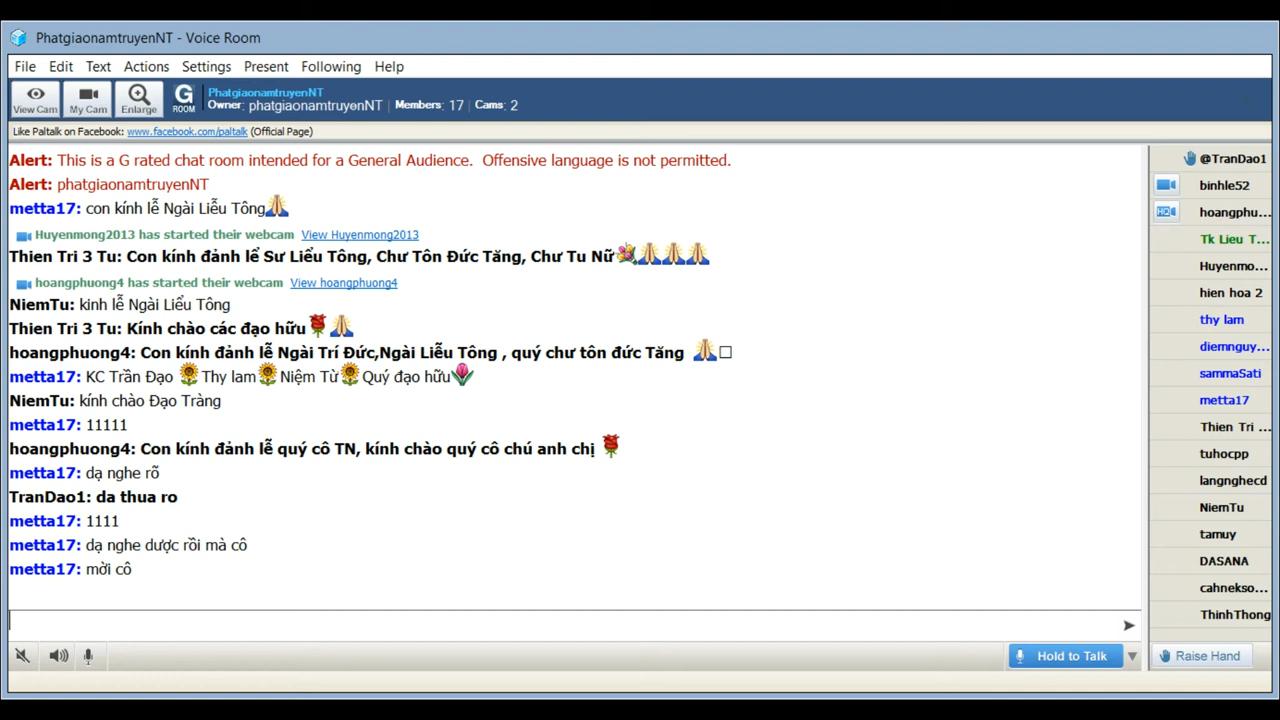 PhatgiaonamtruyenNT - Voice Room
File Edit Text Actions Settings Present Following Help
View Cam My Cam Enlarge G ROOM
PhatgiaonamtruyenNT
Owner: phatgiaonamtruyenNT Members: 17 Cams: 2
Like Paltalk on Facebook: www.facebook.com/paltalk (Official Page)
Alert: This is a G rated chat room intended for a General Audience. Offensive language is not permitted.
Alert: phatgiaonamtruyenNT
metta17: con kính lễ Ngài Liễu Tông
Huyenmong2013 has started their webcam View Huyenmong2013
Thien Tri 3 Tu: Con kính đảnh lể Sư Liểu Tông, Chư Tôn Đức Tăng, Chư Tu Nữ
hoangphuong4 has started their webcam View hoangphuong4
NiemTu: kinh lễ Ngài Liểu Tông
Thien Tri 3 Tu: Kính chào các đạo hữu
hoangphuong4: Con kính đảnh lễ Ngài Trí Đức,Ngài Liễu Tông , quý chư tôn đức Tăng
metta17: KC Trần Đạo Thy lam Niệm Từ Quý đạo hữu
NiemTu: kính chào Đạo Tràng
metta17: 11111
hoangphuong4: Con kính đảnh lễ quý cô TN, kính chào quý cô chú anh chị
metta17: dạ nghe rõ
TranDao1: da thua ro
metta17: 1111
metta17: dạ nghe dược rồi mà cô
metta17: mời cô
Hold to Talk
@TranDao1
binhle52
HQ hoangphu...
Tk Lieu T...
Huyenmo...
hien hoa 2
thy lam
diemnguy...
sammaSati
metta17
Thien Tri ...
tuhocpp
langnghecd
NiemTu
tamuy
DASANA
cahnekso...
ThinhThong
Raise Hand